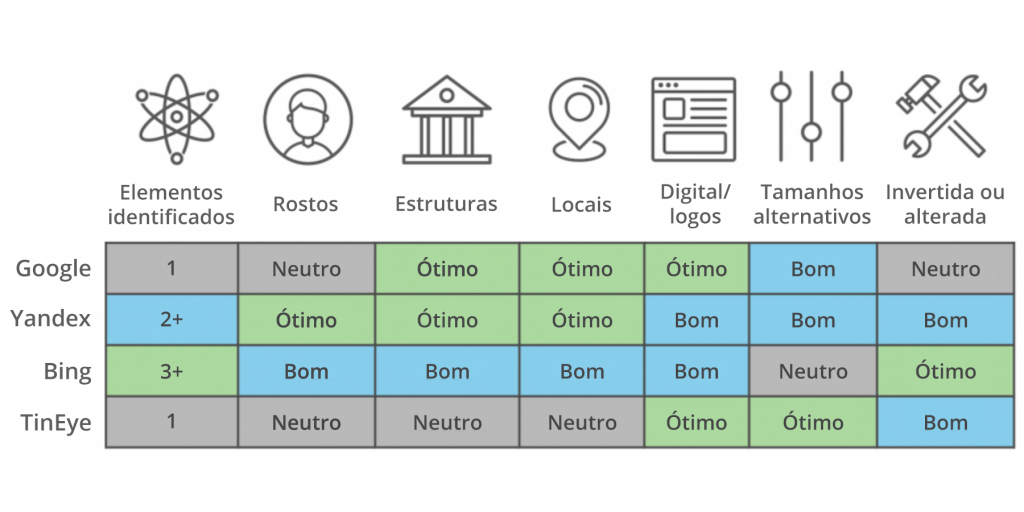 Elementos identificados Rostos Estruturas Locais Digital/ logos Tamanhos alternativos Invertida ou alterada
Google 1 Neutro Ótimo Ótimo Ótimo Bom Neutro
Yandex 2+ Ótimo Ótimo Ótimo Bom Bom Bom
Bing 3+ Bom Bom Bom Bom Neutro Ótimo
TinEye 1 Neutro Neutro Neutro Ótimo Ótimo Bom